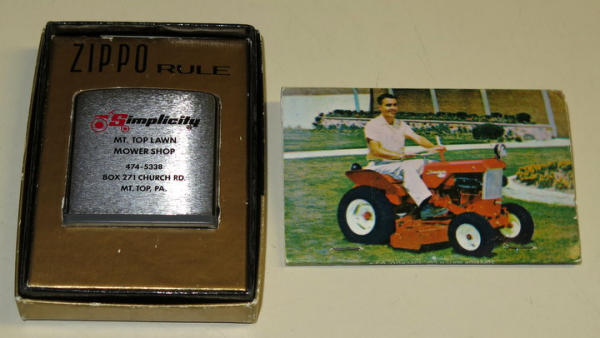 ZIPPO RULE
Simplicity
MT. TOP LAWN
MOWER SHOP
474-5338
BOX 271 CHURCH RD.
MT. TOP, PA.